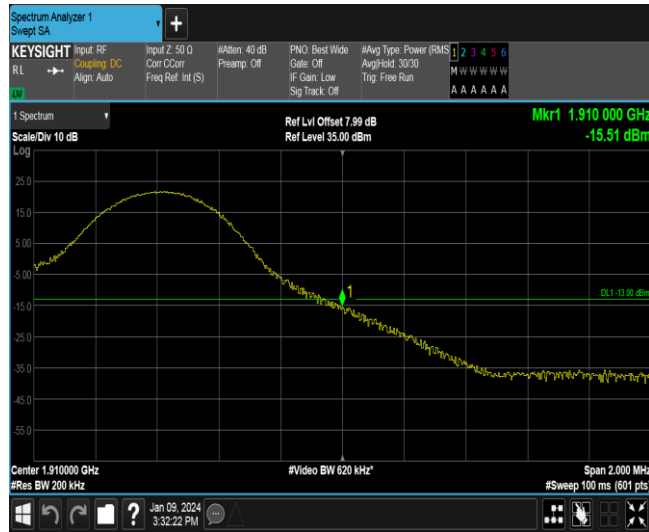 Spectrum Analyzer 1
Swept SA
+
KEYSIGHT Input: RF Input Z: 50 Ω #Atten: 40 dB PNO: Best Wide #Avg Type: Power (RMS 1 2 3 4 5 6
RL Coupling: DC Corr CCorr Preamp: Off Gate: Off Avg|Hold: 30/30 M W W W W W
Align: Auto Freq Ref: Int (S) IF Gain: Low Trig: Free Run
LXI Sig Track: Off A A A A A A
1 Spectrum Ref Lvl Offset 7.99 dB Mkr1 1.910 000 GHz
Scale/Div 10 dB Ref Level 35.00 dBm -15.51 dBm
Log
25.0
15.0
5.00
-5.00
1
DL1 -13.00 dBm
-15.0
-25.0
-35.0
-45.0
-55.0
Center 1.910000 GHz #Video BW 620 kHz* Span 2.000 MHz
#Res BW 200 kHz #Sweep 100 ms (601 pts)
? Jan 09, 2024
3:32:22 PM